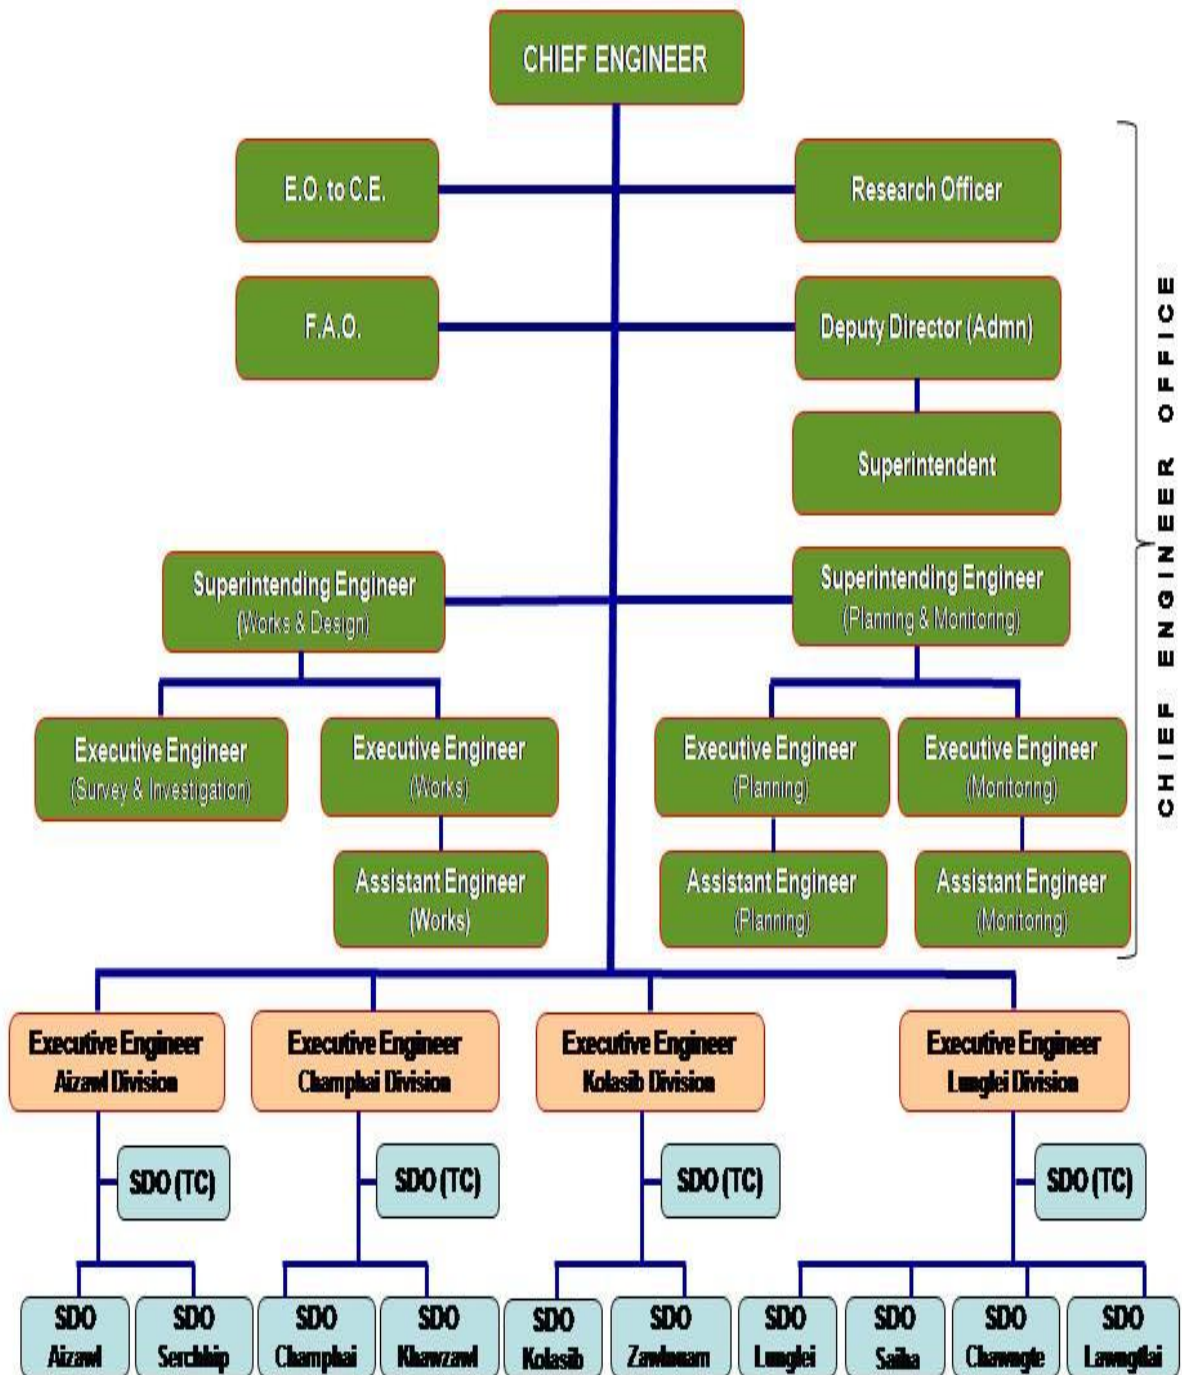 CHIEF ENGINEER
E.O. to C.E.
Research Officer
F.A.O.
Deputy Director (Admn)
Superintendent
Superintending Engineer
(Works & Design)
Superintending Engineer
(Planning & Monitoring)
Executive Engineer
(Survey & Investigation)
Executive Engineer
(Works)
Executive Engineer
(Planning)
Executive Engineer
(Monitoring)
Assistant Engineer
(Works)
Assistant Engineer
(Planning)
Assistant Engineer
(Monitoring)
CHIEF ENGINEER OFFICE
Executive Engineer
Aizawl Division
Executive Engineer
Champhai Division
Executive Engineer
Kolasib Division
Executive Engineer
Lunglei Division
SDO (TC)
SDO (TC)
SDO (TC)
SDO (TC)
SDO
Aizawl
SDO
Serchhip
SDO
Champhai
SDO
Khawzawl
SDO
Kolasib
SDO
Zawlnuam
SDO
Lunglei
SDO
Saiha
SDO
Chawngte
SDO
Lawngtlai